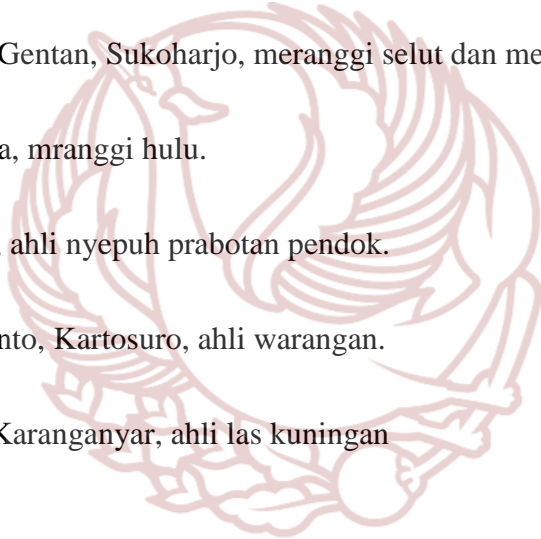 Gentan, Sukoharjo, meranggi selut dan me
a, mranggi hulu.
, ahli nyepuh prabotan pendok.
nto, Kartosuro, ahli warangan.
Karanganyar, ahli las kuningan